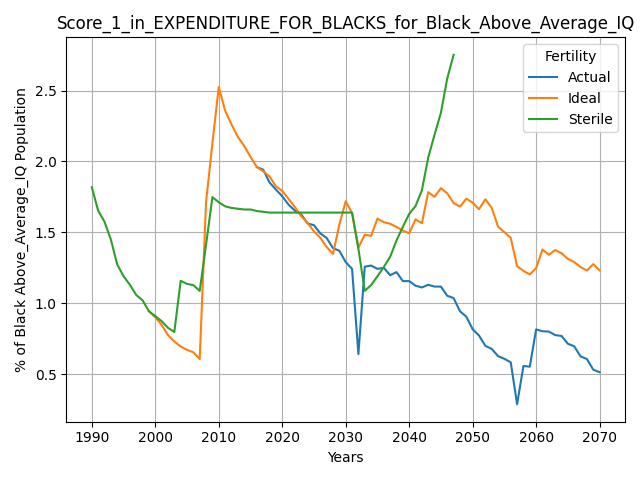 Score_1_in_EXPENDITURE_FOR_BLACKS_for_Black_Above_Average_IQ
% of Black Above_Average_IQ Population
2.5
2.0
1.5
1.0
0.5
Fertility
Actual
Ideal
Sterile
1990 2000 2010 2020 2030 2040 2050 2060 2070
Years